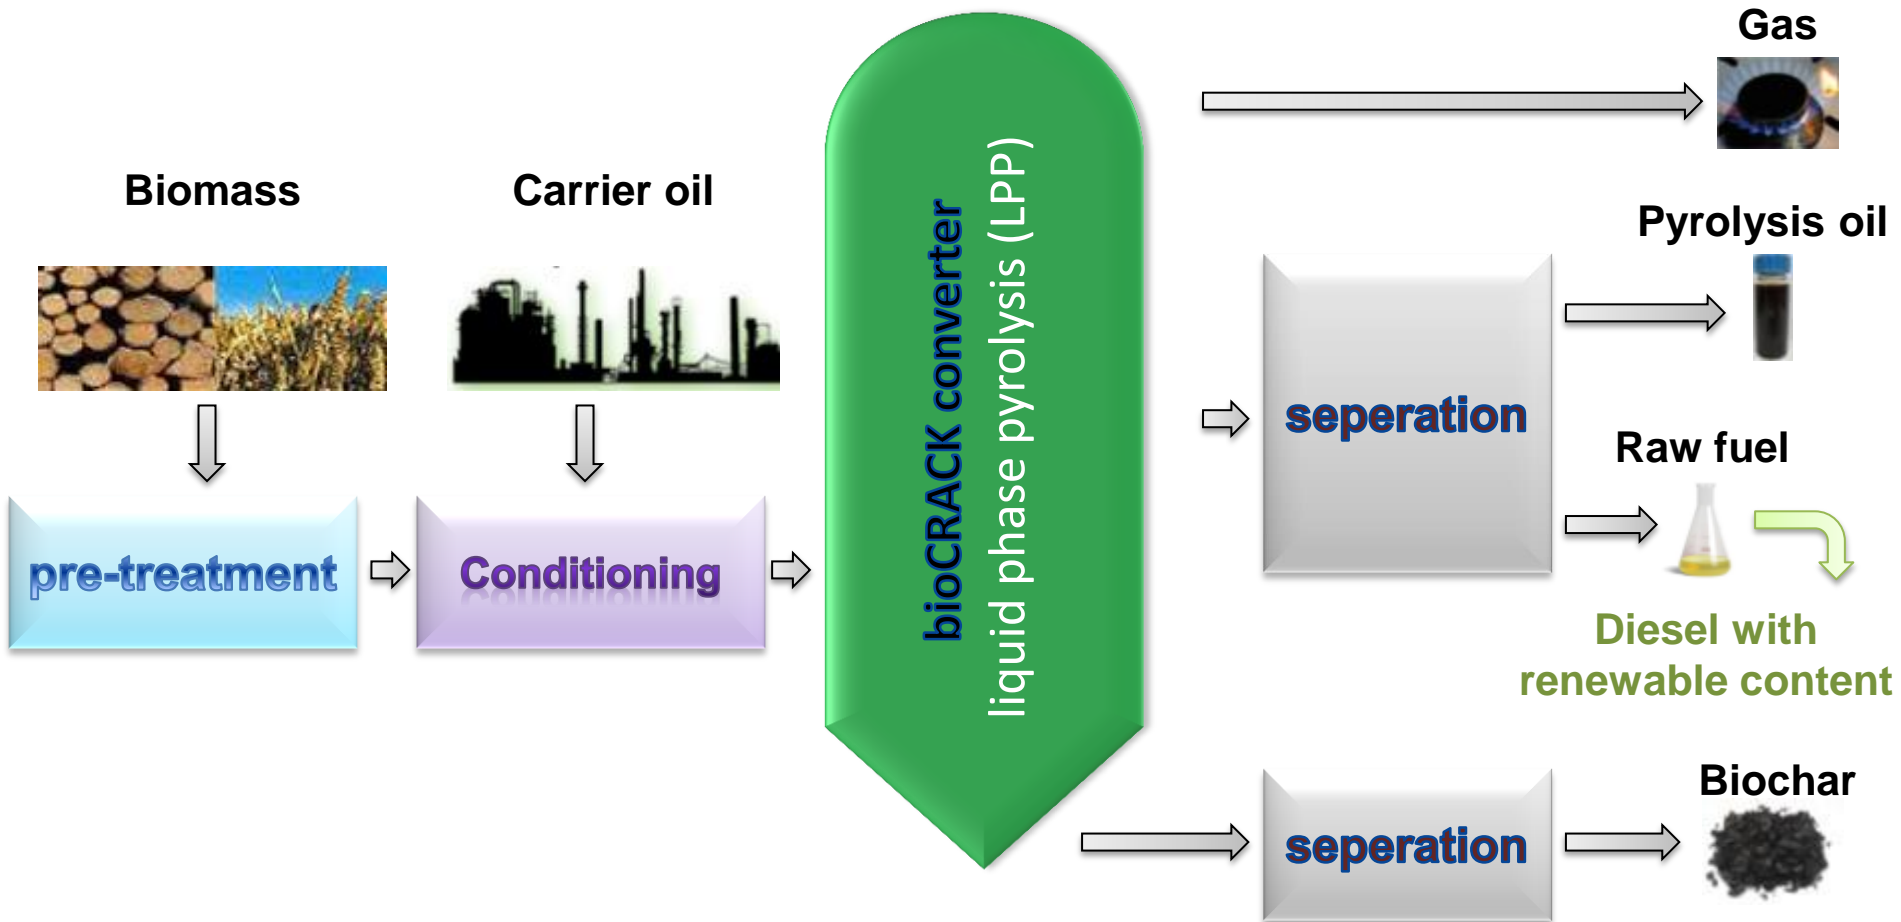 Gas
Biomass
Carrier oil
Pyrolysis oil
bioCRACK converter
liquid phase pyrolysis (LPP)
seperation
Raw fuel
pre-treatment
Conditioning
Diesel with
renewable content
Biochar
seperation